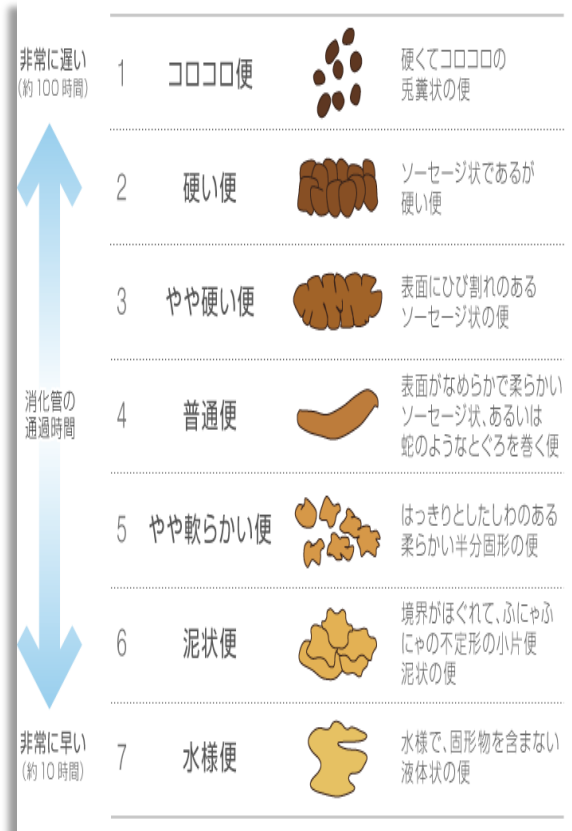 非常に遅い
（約100時間）
消化管の
通過時間
非常に早い
（約10時間）
1 コロコロ便
硬くてコロコロの
兎糞状の便
2 硬い便
ソーセージ状であるが
硬い便
3 やや硬い便
表面にひび割れのある
ソーセージ状の便
4 普通便
表面がなめらかで柔らかい
ソーセージ状、あるいは
蛇のようなとぐろを巻く便
5 やや軟らかい便
はっきりとしたしわのある
柔らかい半分固形の便
6 泥状便
境界がほぐれて、ふにゃふ
にゃの不定形の小片便
泥状の便
7 水様便
水様で、固形物を含まない
液体状の便